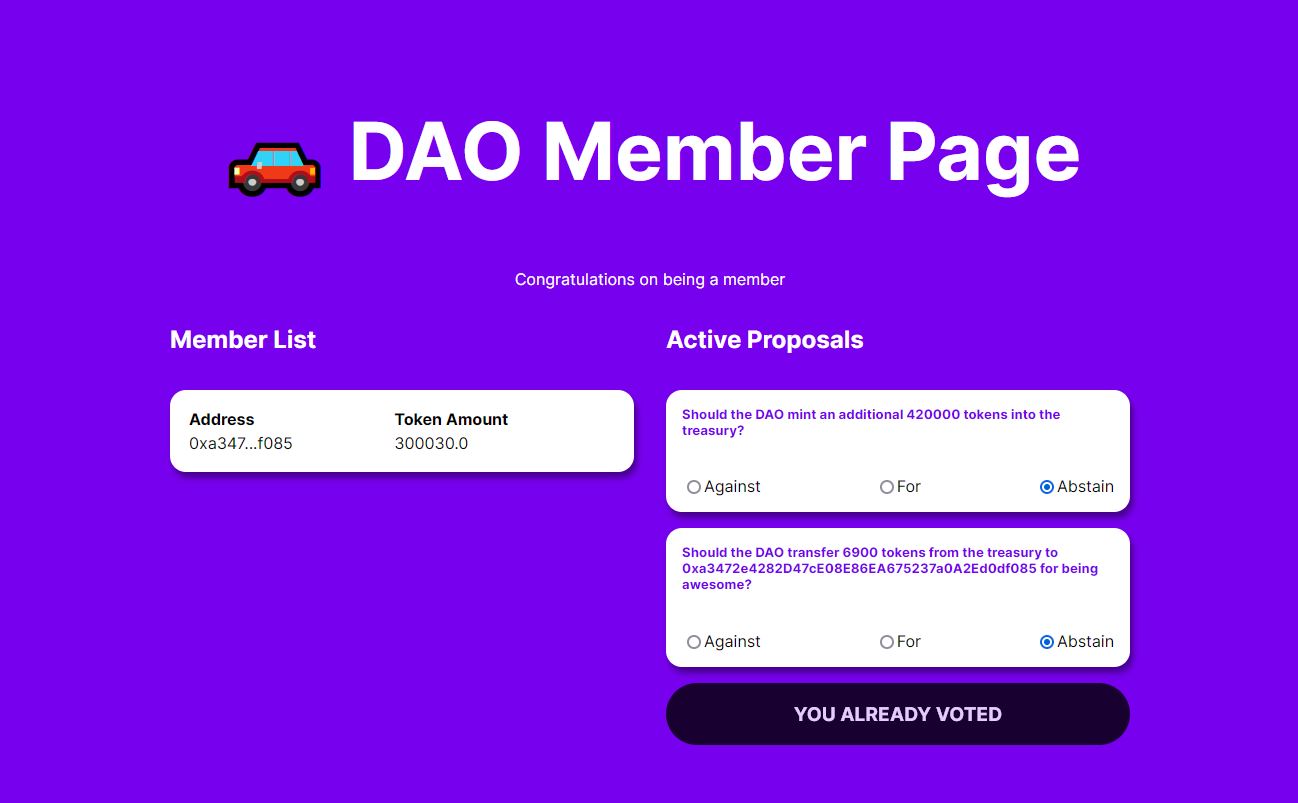 DAO Member Page
Congratulations on being a member
Member List
Address Token Amount
0xa347...f085 300030.0
Active Proposals
Should the DAO mint an additional 420000 tokens into the
treasury?
Against For Abstain
Should the DAO transfer 6900 tokens from the treasury to
0xa3472e4282D47cE08E86EA675237a0A2Ed0df085 for being
awesome?
Against For Abstain
YOU ALREADY VOTED